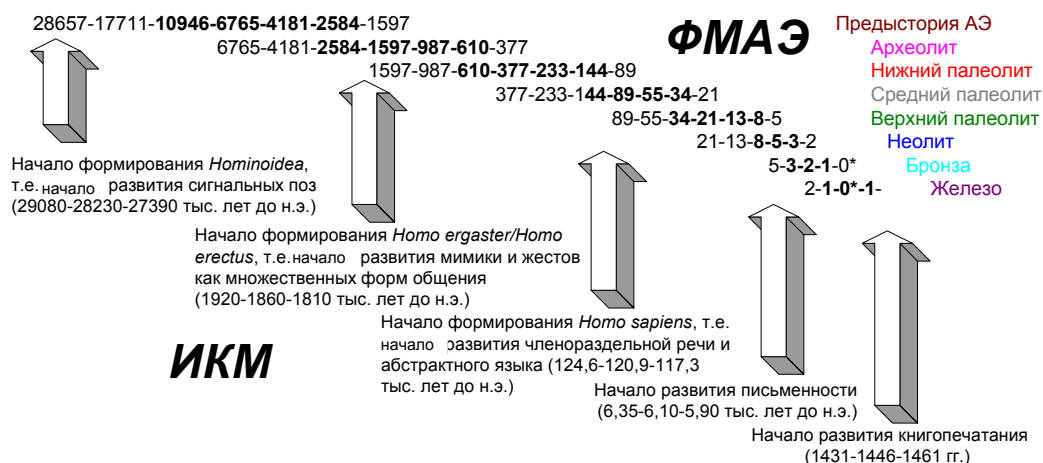 28657-17711-10946-6765-4181-2584-1597
6765-4181-2584-1597-987-610-377
1597-987-610-377-233-144-89
377-233-144-89-55-34-21
89-55-34-21-13-8-5
21-13-8-5-3-2
5-3-2-1-0*
2-1-0*-1-
ФМАЭ
Предыстория АЭ
Археолит
Нижний палеолит
Средний палеолит
Верхний палеолит
Неолит
Бронза
Железо
Начало формирования Hominoidea,
т.е. начало развития сигнальных поз
(29080-28230-27390 тыс. лет до н.э.)
Начало формирования Homo ergaster/Homo
erectus, т.е. начало развития мимики и жестов
как множественных форм общения
(1920-1860-1810 тыс. лет до н.э.)
Начало формирования Homo sapiens, т.е.
начало развития членораздельной речи и
абстрактного языка (124,6-120,9-117,3
тыс. лет до н.э.)
ИКМ
Начало развития письменности
(6,35-6,10-5,90 тыс. лет до н.э.)
Начало развития книгопечатания
(1431-1446-1461 гг.)